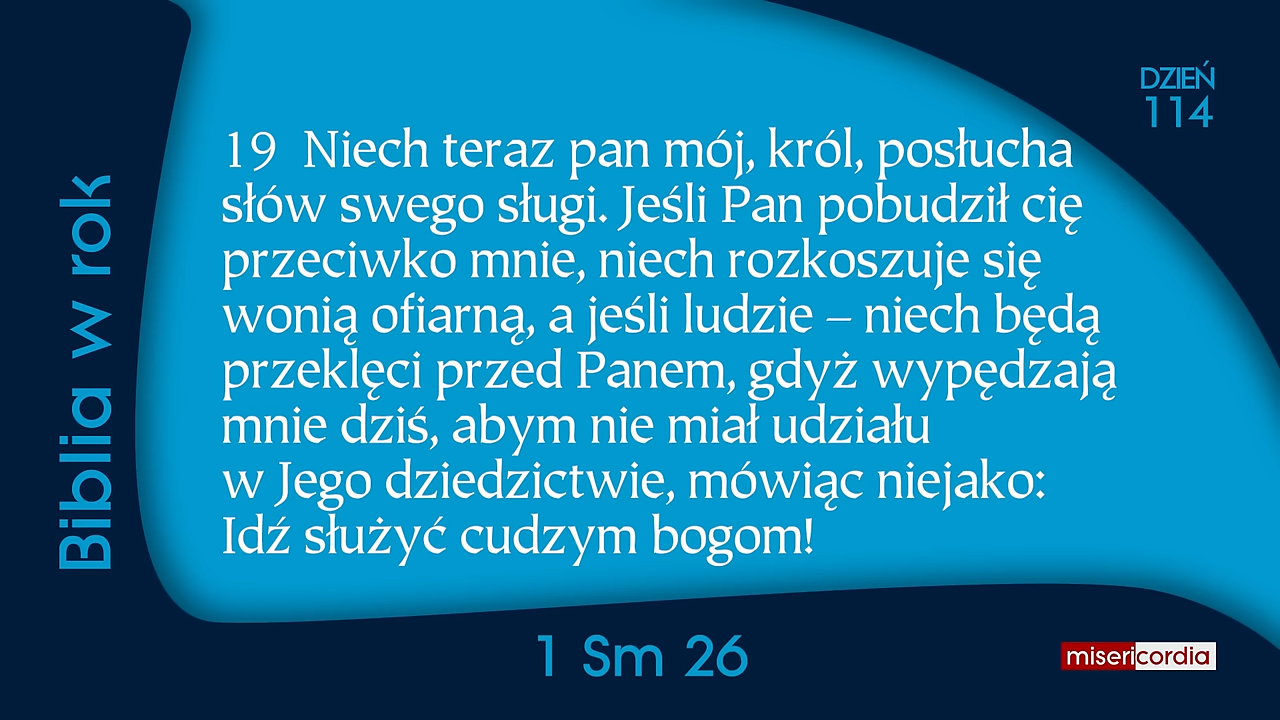 Biblia w rok
DZIEŃ
114
19 Niech teraz pan mój, król, posłucha
słów swego sługi. Jeśli Pan pobudził cię
przeciwko mnie, niech rozkoszuje się
wonią ofiarną, a jeśli ludzie – niech będą
przeklęci przed Panem, gdyż wypędzają
mnie dziś, abym nie miał udziału
w Jego dziedzictwie, mówiąc niejako:
Idź służyć cudzym bogom!
1 Sm 26
misericordia